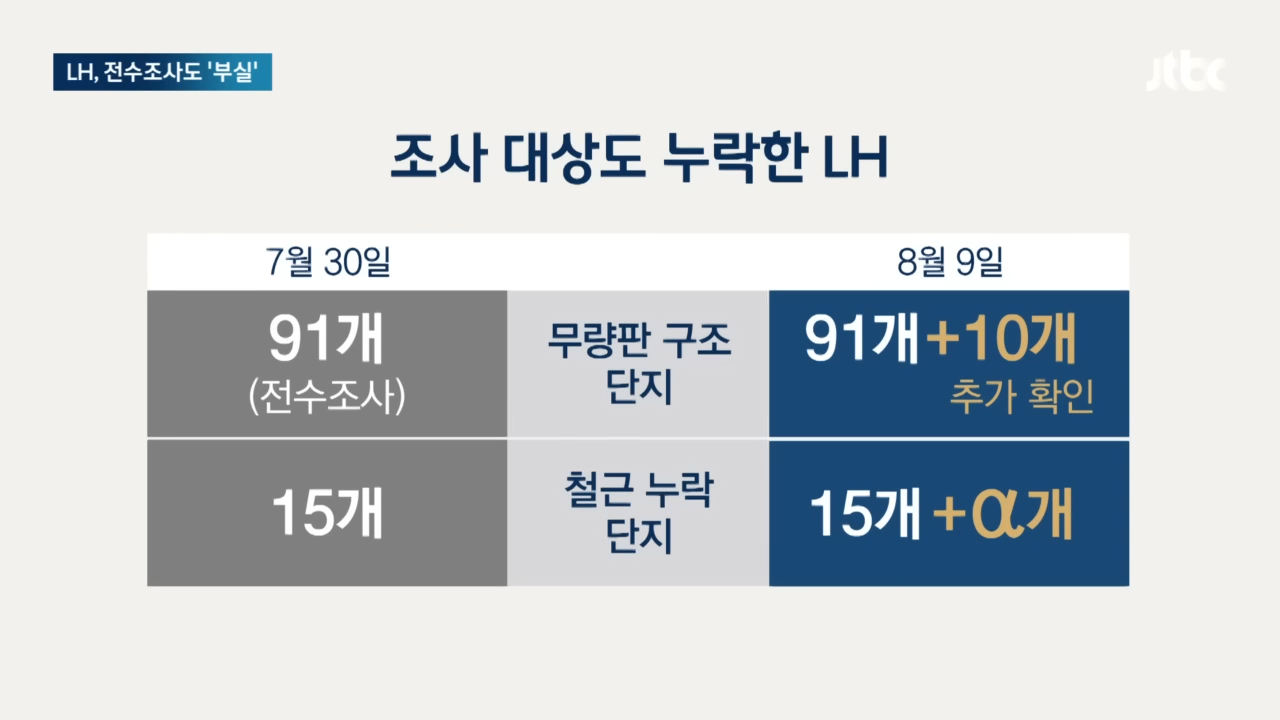 LH, 전수조사도 '부실'
jtbc
조사 대상도 누락한 LH
7월 30일
8월 9일
91개
(전수조사)
무량판 구조
단지
91개+10개
추가 확인
15개
철근 누락
단지
15개+α개